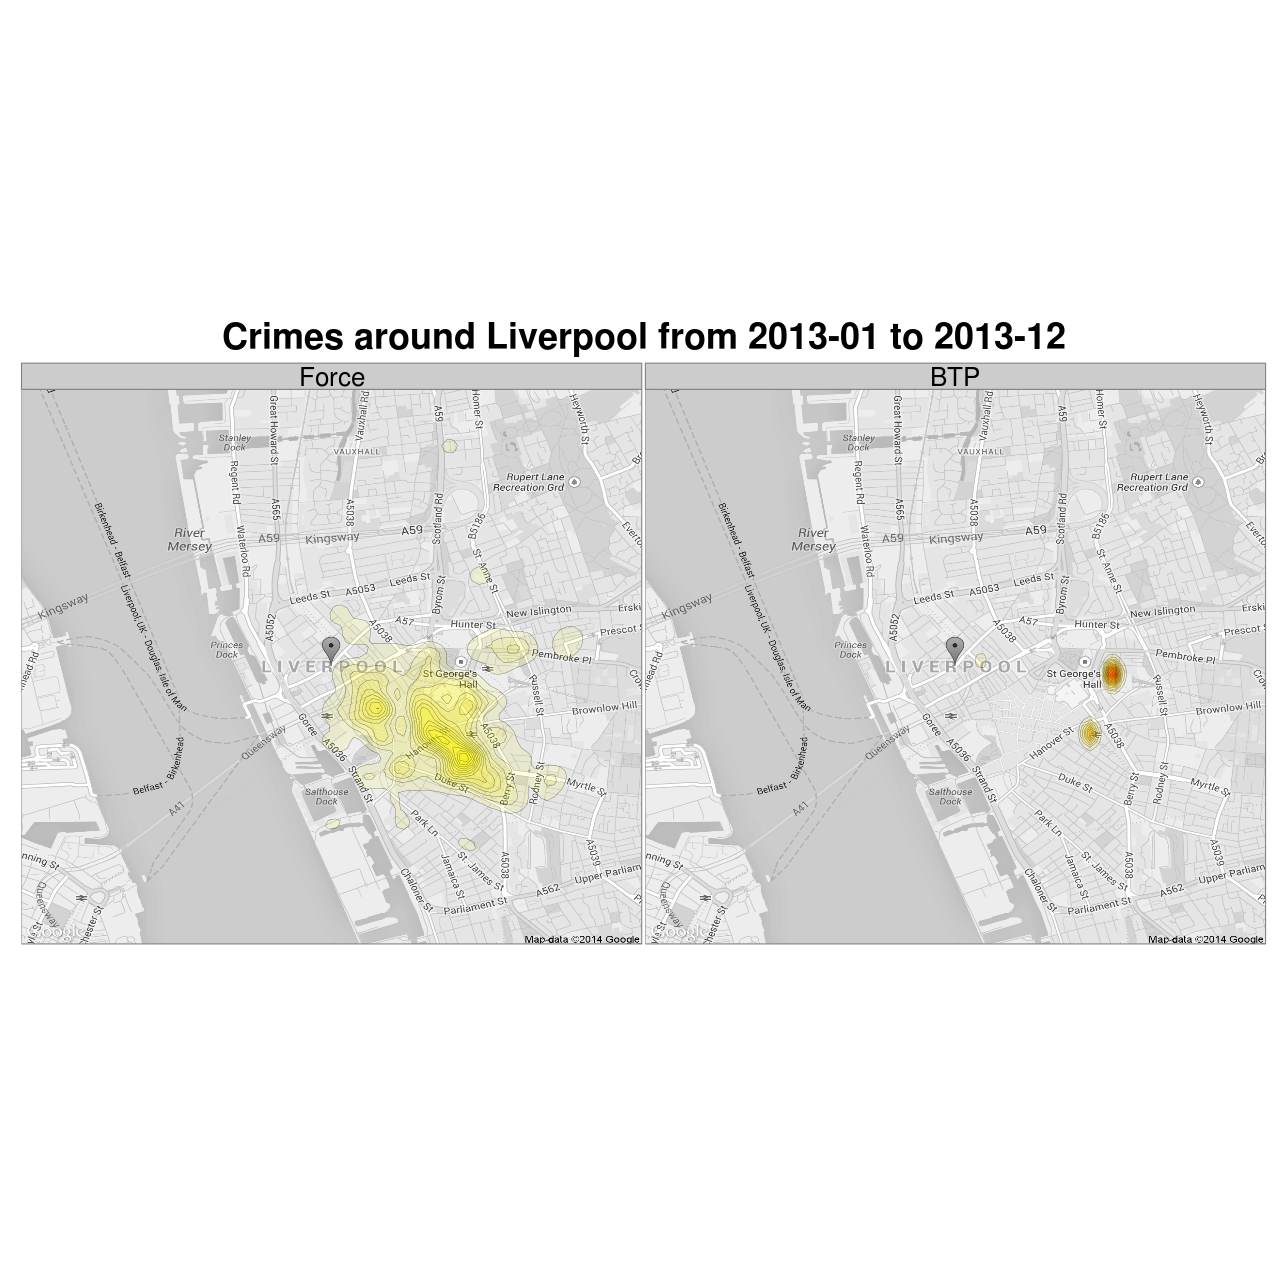 Crimes around Liverpool from 2013-01 to 2013-12
Force
Great Howard St
Vauxhall Rd
A59
Homer St
Heyworth St
Stanley
Dock
VAUXHALL
Regent Rd
Rupert Lane
Recreation Grd
A565
A5038
Scotland Rd
B5186
Birkenhead - Belfast
River
Mersey
Waterloo Rd
A59
Kingsway
A59
St. Anne St
Leeds St
A5053
Leeds St
Byrom St
Kingsway
Liverpool, UK - Douglas, Isle of Man
A5052
A5038
A57
New Islington
Hunter St
Prescot
Princes
Dock
LIVERPOOL
Pembroke Pl
St George's
Hall
Russell St
Brownlow Hill
Goree
Queensway
A5036
A5038
Belfast - Birkenhead
Strand St
Duke St
Berry St
Rodney St
Myrtle St
Salthouse
Dock
A41
Park Ln
A5039
Jamaica St
St. James St
A5038
Chaloner St
A562
Upper Parliam
Parliament St
nning St
Queensway
hester St
Google
Map data ©2014 Google
BTP
Great Howard St
Vauxhall Rd
A59
Homer St
Heyworth St
Stanley
Dock
VAUXHALL
Regent Rd
Rupert Lane
Recreation Grd
A565
A5038
Scotland Rd
B5186
Birkenhead - Belfast
River
Mersey
Waterloo Rd
A59
Kingsway
A59
St. Anne St
Leeds St
A5053
Leeds St
Byrom St
Kingsway
Liverpool, UK - Douglas, Isle of Man
A5052
A5038
A57
New Islington
Hunter St
Prescot St
Princes
Dock
LIVERPOOL
Pembroke Pl
St George's
Hall
Russell St
Brownlow Hill
Goree
Queensway
A5036
Hanover St
A5038
Belfast - Birkenhead
Strand St
Duke St
Berry St
Rodney St
Myrtle St
Salthouse
Dock
A41
Park Ln
A5039
Jamaica St
St. James St
A5038
Chaloner St
A562
Upper Parliam
Parliament St
nning St
Queensway
hester St
Google
Map data ©2014 Google